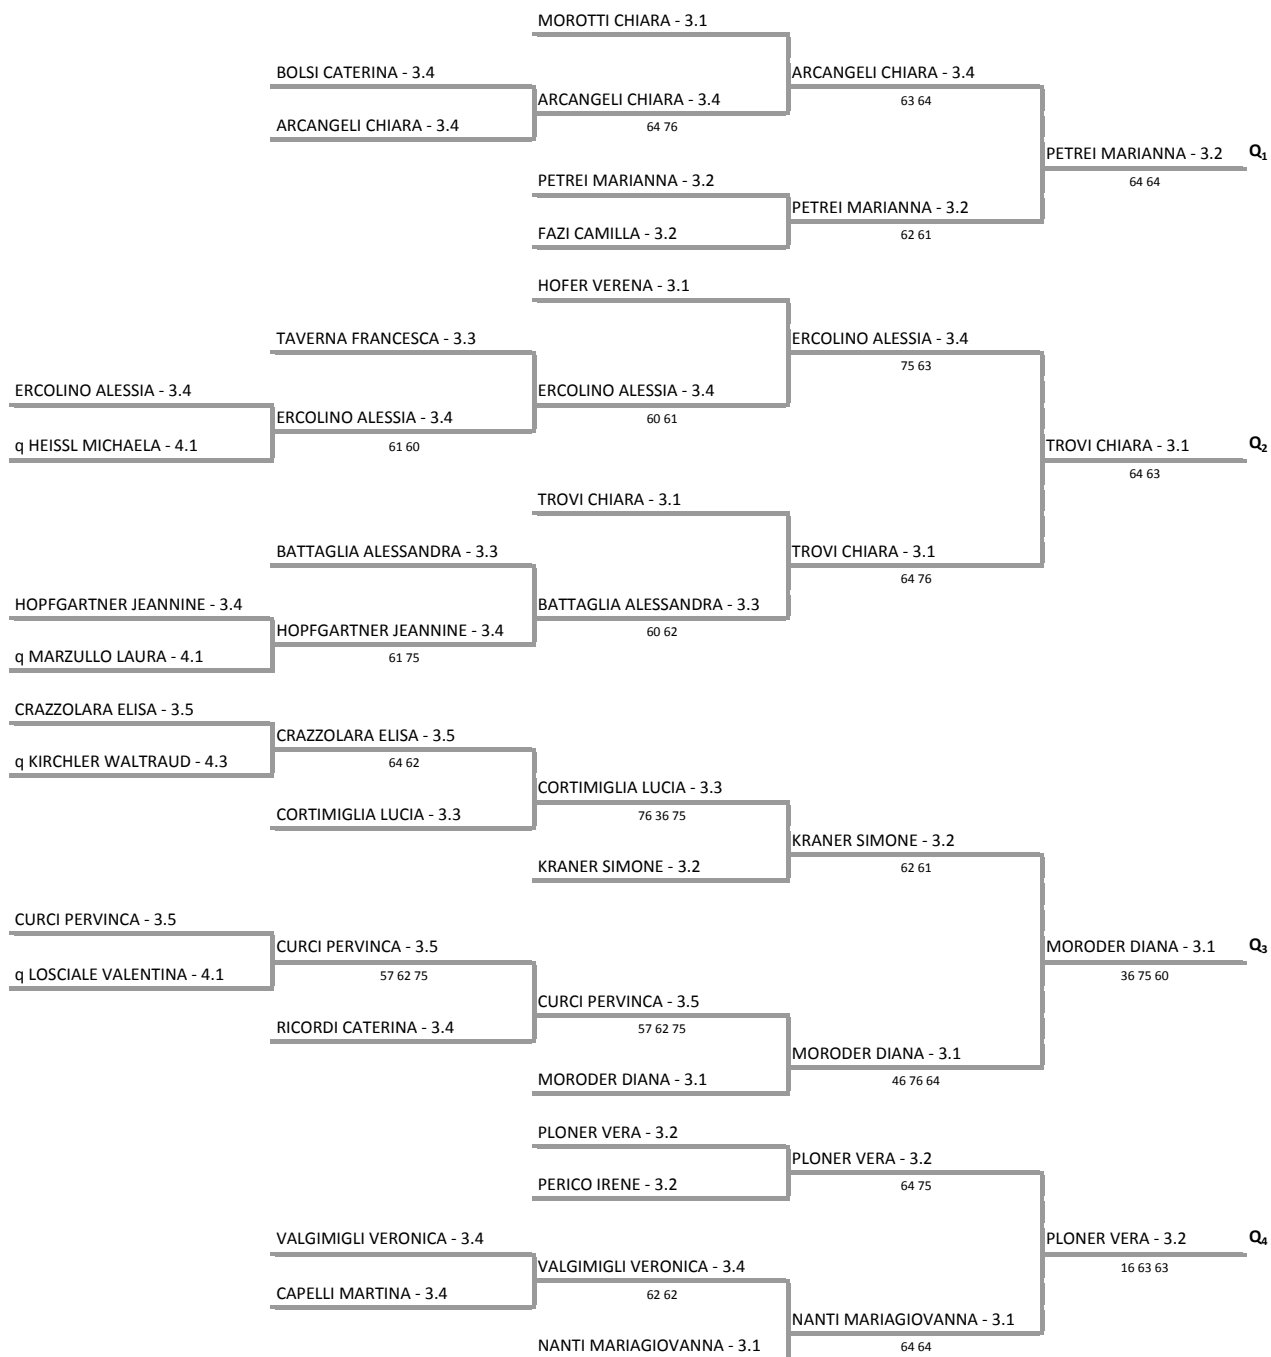 MOROTTI CHIARA - 3.1
BOLSI CATERINA - 3.4
ARCANGELI CHIARA - 3.4
ARCANGELI CHIARA - 3.4
63 64
ARCANGELI CHIARA - 3.4
64 76
PETREI MARIANNA - 3.2
Q1
64 64
PETREI MARIANNA - 3.2
PETREI MARIANNA - 3.2
FAZI CAMILLA - 3.2
62 61
HOFER VERENA - 3.1
TAVERNA FRANCESCA - 3.3
ERCOLINO ALESSIA - 3.4
75 63
ERCOLINO ALESSIA - 3.4
ERCOLINO ALESSIA - 3.4
ERCOLINO ALESSIA - 3.4
60 61
q HEISSL MICHAELA - 4.1
61 60
TROVI CHIARA - 3.1
Q2
64 63
TROVI CHIARA - 3.1
BATTAGLIA ALESSANDRA - 3.3
TROVI CHIARA - 3.1
64 76
HOPFGARTNER JEANNINE - 3.4
BATTAGLIA ALESSANDRA - 3.3
HOPFGARTNER JEANNINE - 3.4
60 62
q MARZULLO LAURA - 4.1
61 75
CRAZZOLARA ELISA - 3.5
CRAZZOLARA ELISA - 3.5
q KIRCHLER WALTRAUD - 4.3
64 62
CORTIMIGLIA LUCIA - 3.3
CORTIMIGLIA LUCIA - 3.3
76 36 75
KRANER SIMONE - 3.2
KRANER SIMONE - 3.2
62 61
CURCI PERVINCA - 3.5
CURCI PERVINCA - 3.5
MORODER DIANA - 3.1
Q3
q LOSCIALE VALENTINA - 4.1
57 62 75
36 75 60
CURCI PERVINCA - 3.5
RICORDI CATERINA - 3.4
57 62 75
MORODER DIANA - 3.1
MORODER DIANA - 3.1
46 76 64
PLONER VERA - 3.2
PLONER VERA - 3.2
PERICO IRENE - 3.2
64 75
VALGIMIGLI VERONICA - 3.4
PLONER VERA - 3.2
Q4
VALGIMIGLI VERONICA - 3.4
16 63 63
CAPELLI MARTINA - 3.4
62 62
NANTI MARIAGIOVANNA - 3.1
NANTI MARIAGIOVANNA - 3.1
64 64